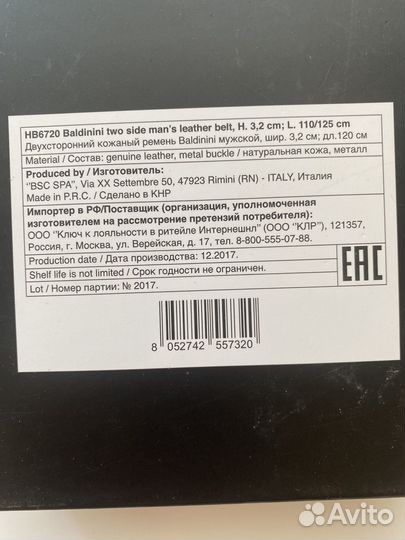 HB6720 Baldinini two side man's leather belt, H. 3,2 cm; L. 110/125 cm
Двухсторонний кожаный ремень Baldinini мужской, шир. 3,2 см; дл.120 см
Material / Состав: genuine leather, metal buckle / натуральная кожа, металл
Produced by / Изготовитель:
"BSC SPA", Via XX Settembre 50, 47923 Rimini (RN) - ITALY, Италия
Made in P.R.C. / Сделано в КНР
Импортер в РФ/Поставщик (организация, уполномоченная
изготовителем на рассмотрение претензий потребителя):
ООО "Ключ к лояльности в ритейле Интернешнл" (ООО "КЛР"), 121357,
Россия, г. Москва, ул. Верейская, д. 17, тел. 8-800-555-07-88.
Production date / Дата производства: 12.2017.
Shelf life is not limited / Срок годности не ограничен.
Lot / Номер партии: № 2017.
EAC
8 052742 557320
Avito